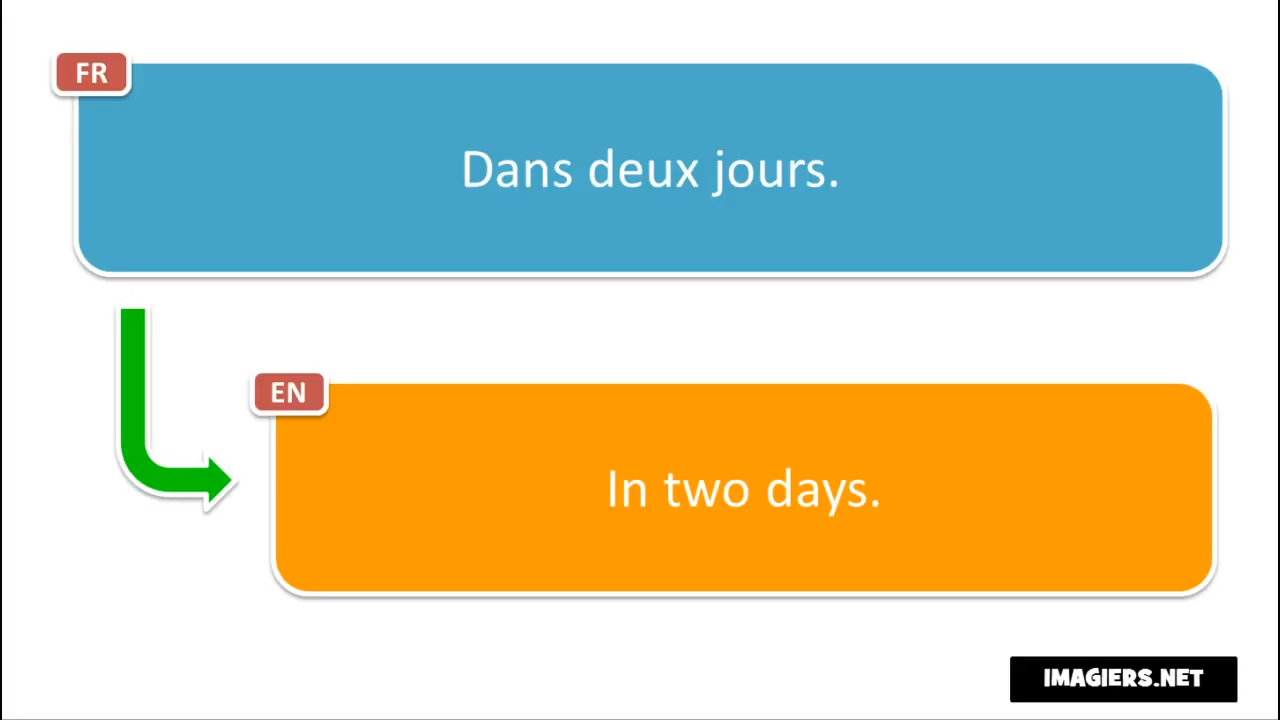 FR
Dans deux jours.
EN
In two days.
IMAGIERS.NET